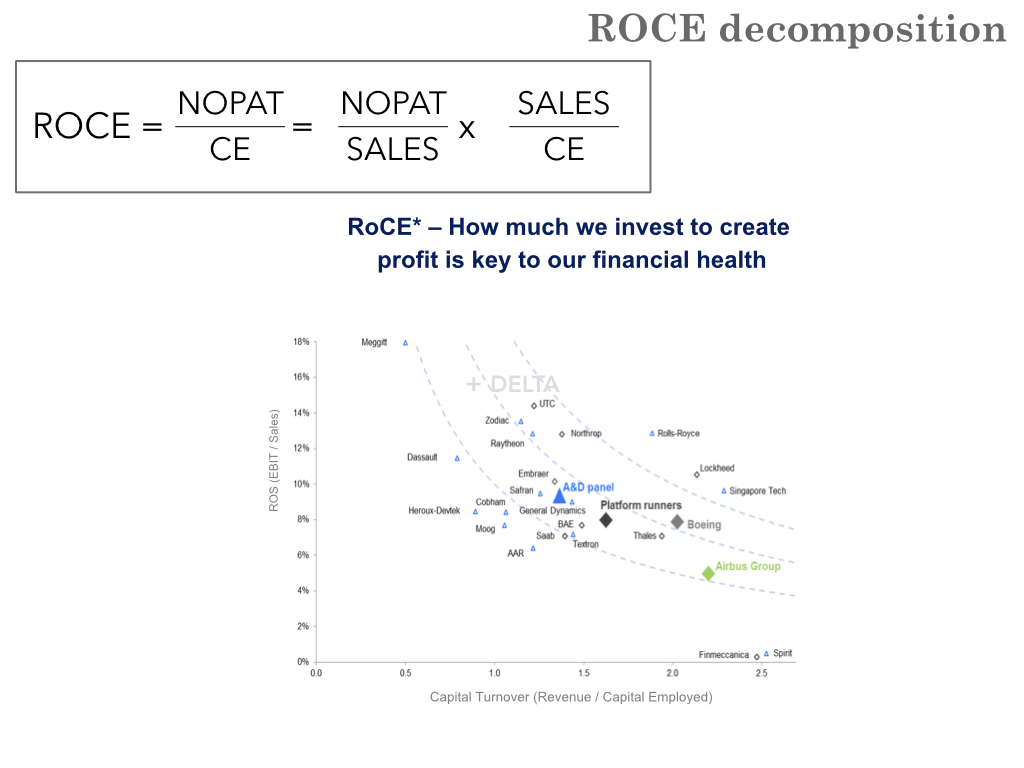 ROCE decomposition
ROCE = NOPAT / CE = NOPAT / SALES x SALES / CE
RoCE* – How much we invest to create
profit is key to our financial health
18%
Meggitt
16%
+ DELTA
14%
UTC
Zodiac
Raytheon
Northrop
Rolls-Royce
12%
Dassault
Lockheed
10%
Embraer
A&D panel
Singapore Tech
Safran
Cobham
Heroux-Devtek
General Dynamics
Platform runners
8%
Moog
BAE
Boeing
Saab
Textron
Thales
AAR
6%
Airbus Group
4%
2%
Finmeccanica
Spirit
0%
0.0
0.5
1.0
1.5
2.0
2.5
ROS (EBIT / Sales)
Capital Turnover (Revenue / Capital Employed)